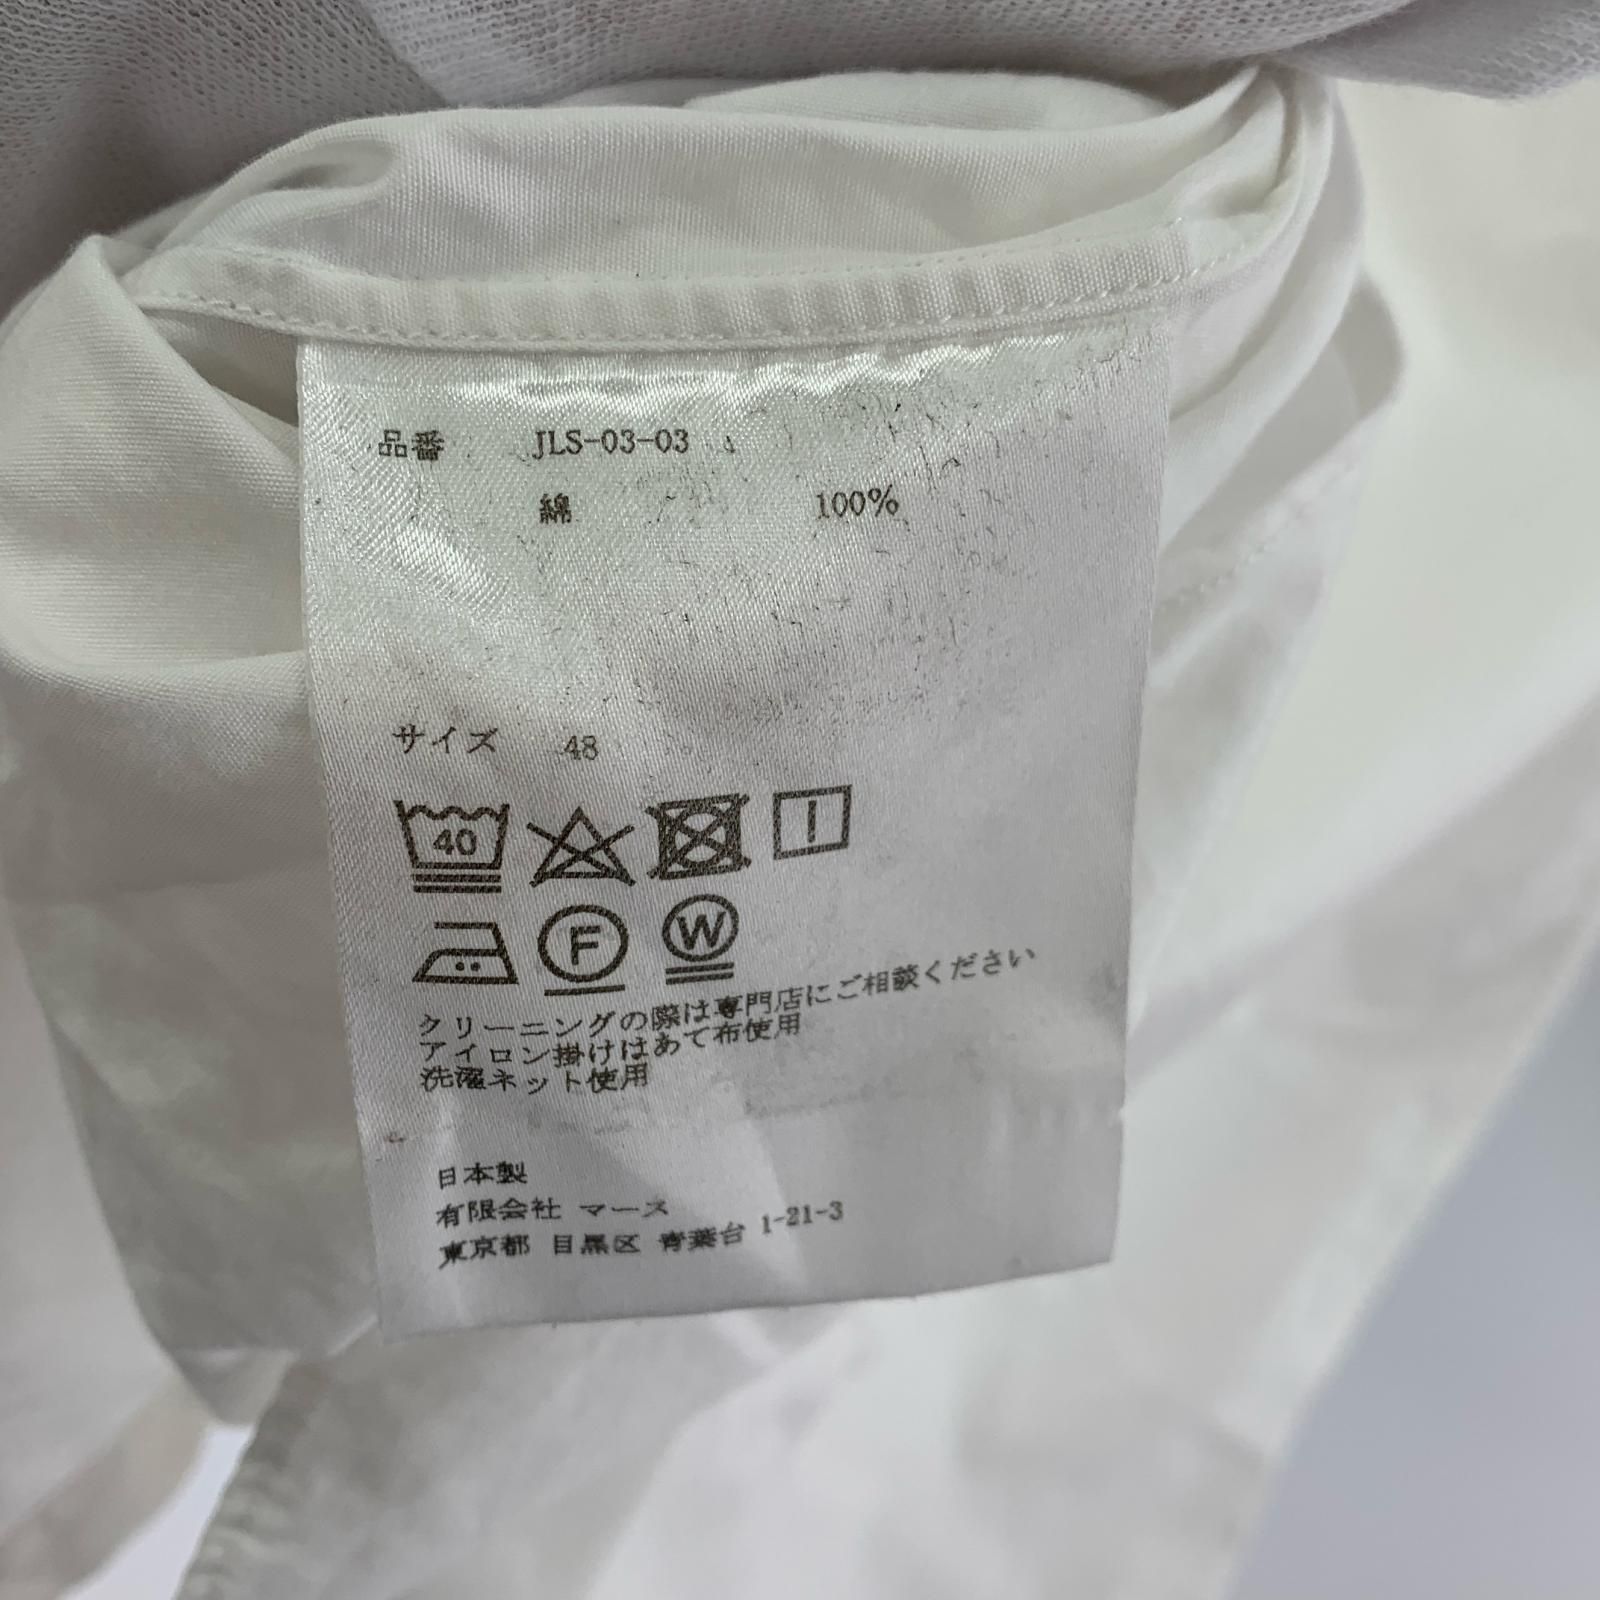 品番 JLS-03-03
綿 100%
サイズ 48
40
F W
クリーニングの際は専門店にご相談ください
アイロン掛けはあて布使用
洗濯ネット使用
日本製
有限会社 マース
東京都 目黒区 青葉台 1-21-3